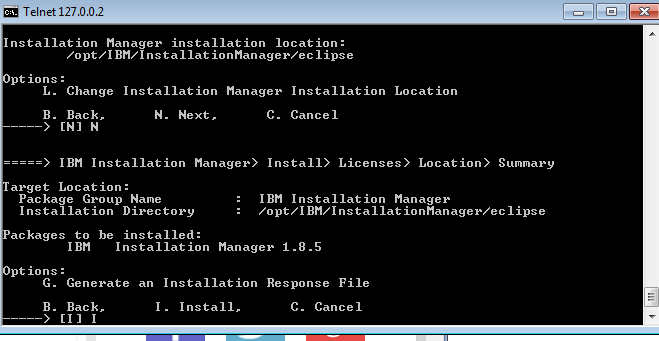 Telnet 127.0.0.2
Installation Manager installation location:
/opt/IBM/InstallationManager/eclipse
Options:
L. Change Installation Manager Installation Location
B. Back, N. Next, C. Cancel
-----> [N] N
=====> IBM Installation Manager> Install> Licenses> Location> Summary
Target Location:
Package Group Name : IBM Installation Manager
Installation Directory : /opt/IBM/InstallationManager/eclipse
Packages to be installed:
IBM Installation Manager 1.8.5
Options:
G. Generate an Installation Response File
B. Back, I. Install, C. Cancel
-----> [I] I